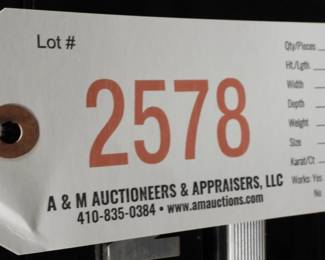 Lot #
2578
A & M AUCTIONEERS & APPRAISERS, LLC
410-835-0384 • www.amauctions.com
Qty/Pieces
Ht./Lgth
Width
Depth
Weight
Size
Karat/Ct
Works: Yes
No